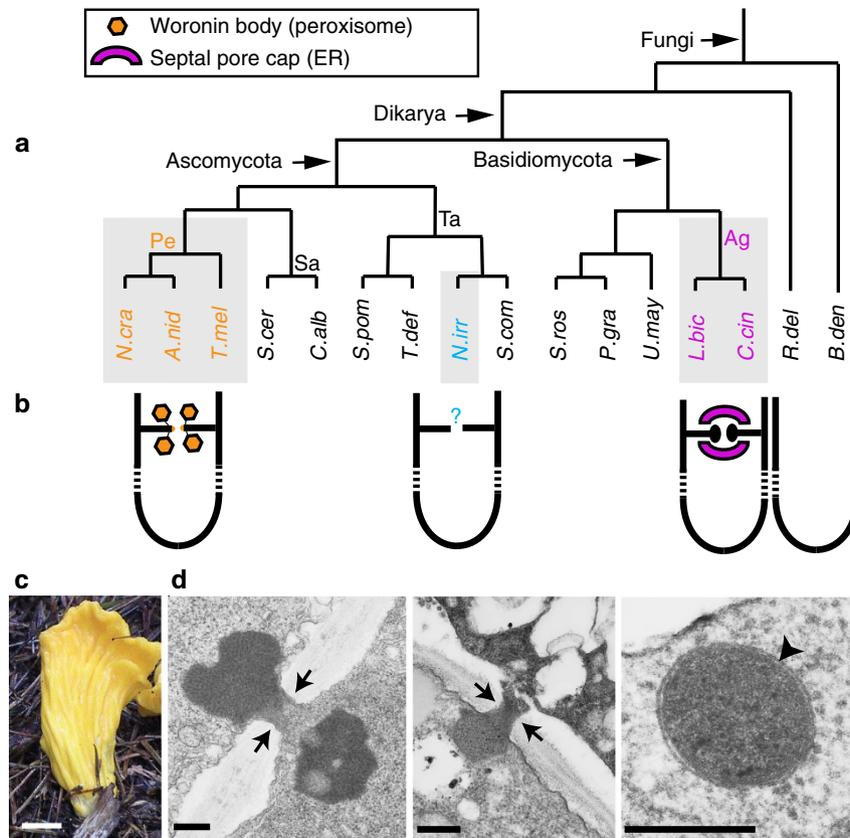 Woronin body (peroxisome)
Septal pore cap (ER)
Fungi
Dikarya
a
Ascomycota
Basidiomycota
Pe
Sa
Ta
Ag
N.cra
A.nid
T.mel
S.cer
C.alb
S.pom
T.def
N.irr
S.com
S.ros
P.gra
U.may
L.bic
C.cin
R.del
B.den
b
?
c
d